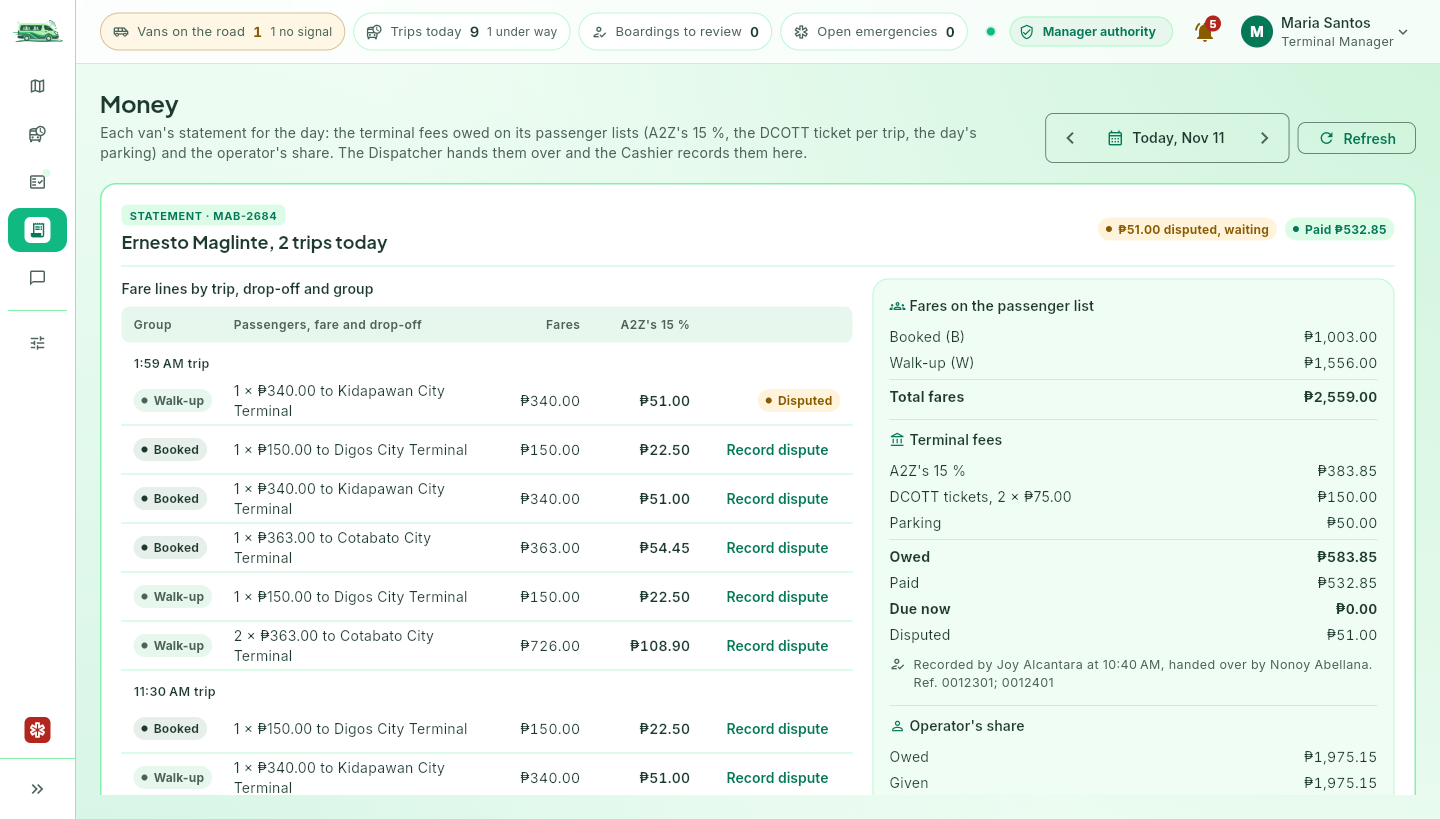 Vans on the road 1 1 no signal
Trips today 9 1 under way
Boardings to review 0
Open emergencies 0
Manager authority
5
M
Maria Santos
Terminal Manager
Money
Each van's statement for the day: the terminal fees owed on its passenger lists (A2Z's 15 %, the DCOTT ticket per trip, the day's
parking) and the operator's share. The Dispatcher hands them over and the Cashier records them here.
Today, Nov 11
Refresh
STATEMENT · MAB-2684
Ernesto Maglinte, 2 trips today
₱51.00 disputed, waiting
Paid ₱532.85
Fare lines by trip, drop-off and group
Group Passengers, fare and drop-off Fares A2Z's 15 %
1:59 AM trip
Walk-up 1 × ₱340.00 to Kidapawan City
Terminal ₱340.00 ₱51.00 Disputed
Booked 1 × ₱150.00 to Digos City Terminal ₱150.00 ₱22.50 Record dispute
Booked 1 × ₱340.00 to Kidapawan City
Terminal ₱340.00 ₱51.00 Record dispute
Booked 1 × ₱363.00 to Cotabato City
Terminal ₱363.00 ₱54.45 Record dispute
Walk-up 1 × ₱150.00 to Digos City Terminal ₱150.00 ₱22.50 Record dispute
Walk-up 2 × ₱363.00 to Cotabato City
Terminal ₱726.00 ₱108.90 Record dispute
11:30 AM trip
Booked 1 × ₱150.00 to Digos City Terminal ₱150.00 ₱22.50 Record dispute
Walk-up 1 × ₱340.00 to Kidapawan City
Terminal ₱340.00 ₱51.00 Record dispute
Fares on the passenger list
Booked (B) ₱1,003.00
Walk-up (W) ₱1,556.00
Total fares ₱2,559.00
Terminal fees
A2Z's 15 % ₱383.85
DCOTT tickets, 2 × ₱75.00 ₱150.00
Parking ₱50.00
Owed ₱583.85
Paid ₱532.85
Due now ₱0.00
Disputed ₱51.00
Recorded by Joy Alcantara at 10:40 AM, handed over by Nonoy Abellana.
Ref. 0012301; 0012401
Operator's share
Owed ₱1,975.15
Given ₱1,975.15